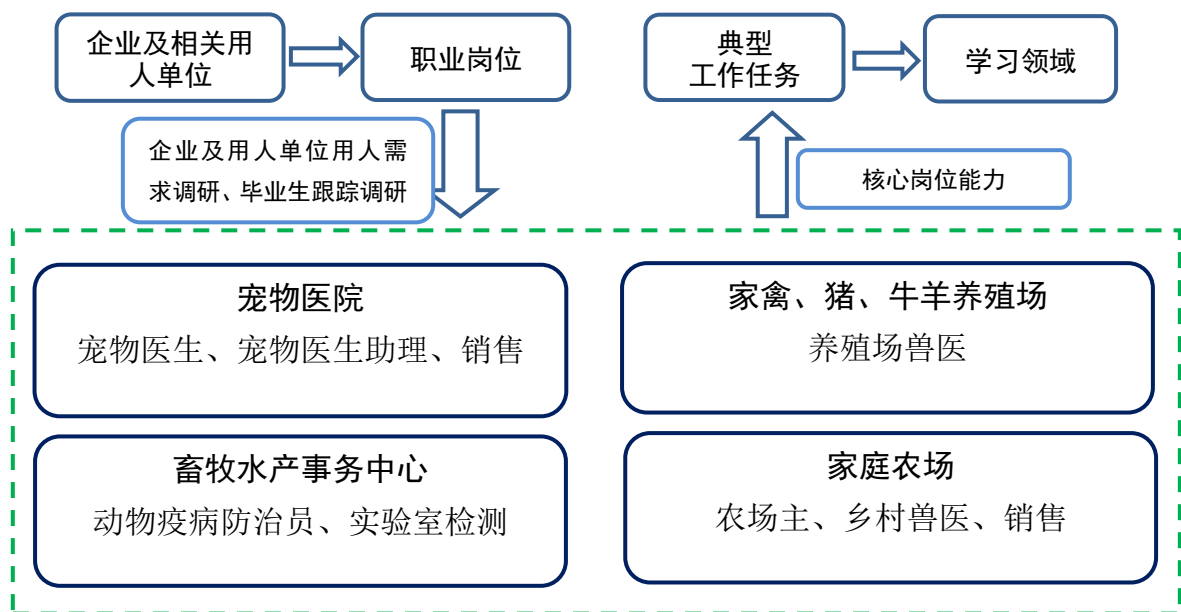 企业及相关用
人单位
职业岗位
典型
工作任务
学习领域
企业及用人单位用人需
求调研、毕业生跟踪调研
核心岗位能力
宠物医院
宠物医生、宠物医生助理、销售
家禽、猪、牛羊养殖场
养殖场兽医
畜牧水产事务中心
动物疫病防治员、实验室检测
家庭农场
农场主、乡村兽医、销售